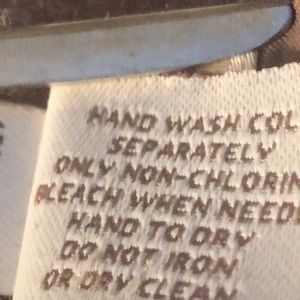 HAND WASH COL
SEPARATELY
ONLY NON-CHLORIN
BLEACH WHEN NEED
HAND TO DRY
DO NOT IRON
OR DRY CLEAN